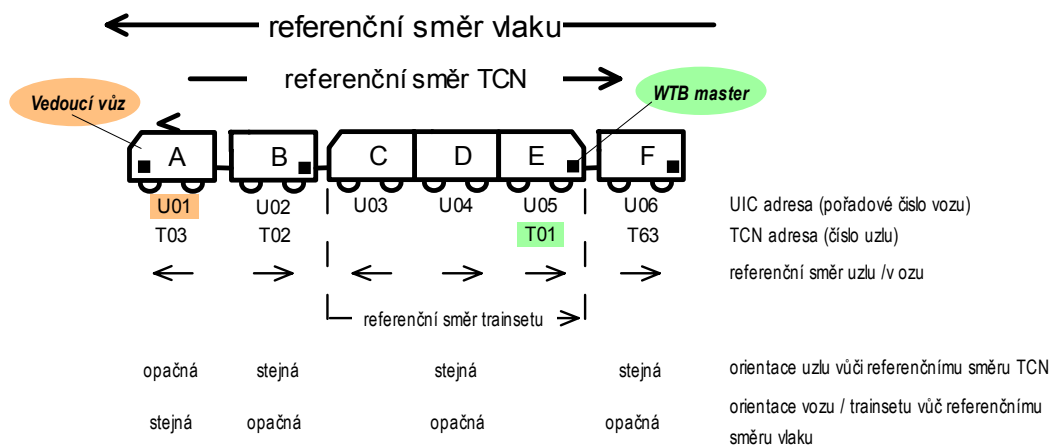 referenční směr vlaku
referenční směr TCN
Vedoucí vůz
WTB master
A B C D E F
U01 U02 U03 U04 U05 U06 UIC adresa (pořadové číslo vozu)
T03 T02 T01 T63 TCN adresa (číslo uzlu)
referenční směr uzlu /v ozu
referenční směr trainsetu
opačná stejná stejná stejná orientace uzlu vůči referenčnímu směru TCN
stejná opačná opačná opačná orientace vozu / trainsetu vůč referenčnímu
směru vlaku